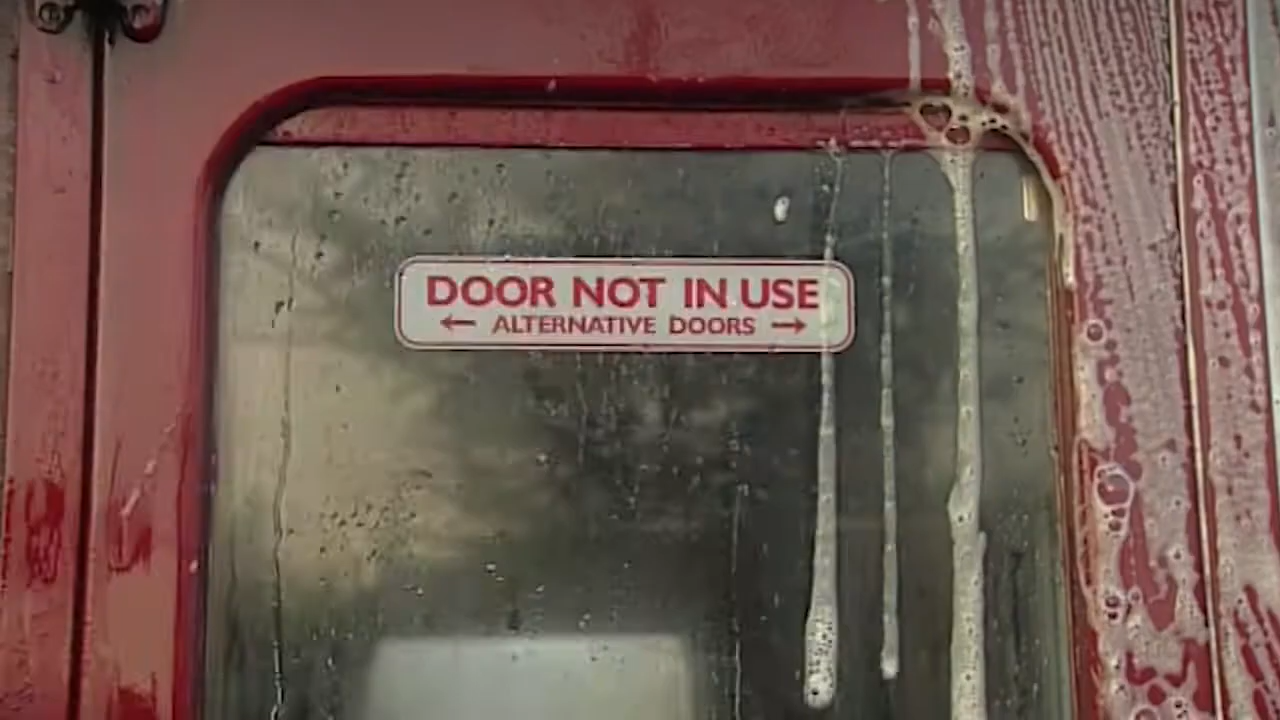 DOOR NOT IN USE
← ALTERNATIVE DOORS →